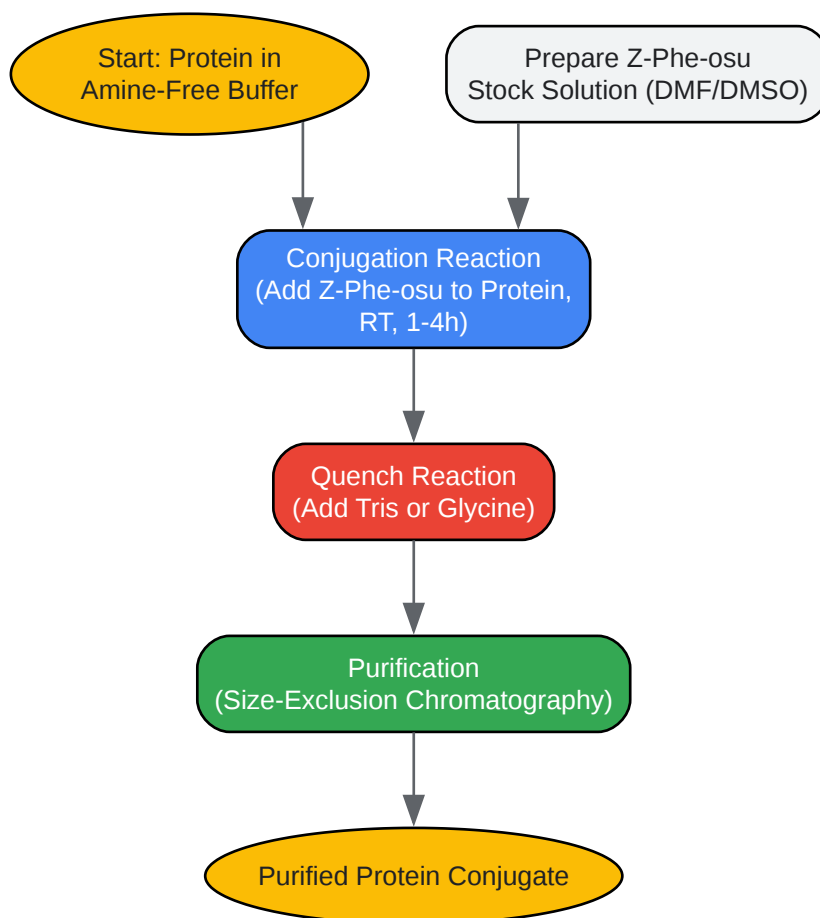 Start: Protein in
Amine-Free Buffer
Prepare Z-Phe-osu
Stock Solution (DMF/DMSO)
Conjugation Reaction
(Add Z-Phe-osu to Protein,
RT, 1-4h)
Quench Reaction
(Add Tris or Glycine)
Purification
(Size-Exclusion Chromatography)
Purified Protein Conjugate